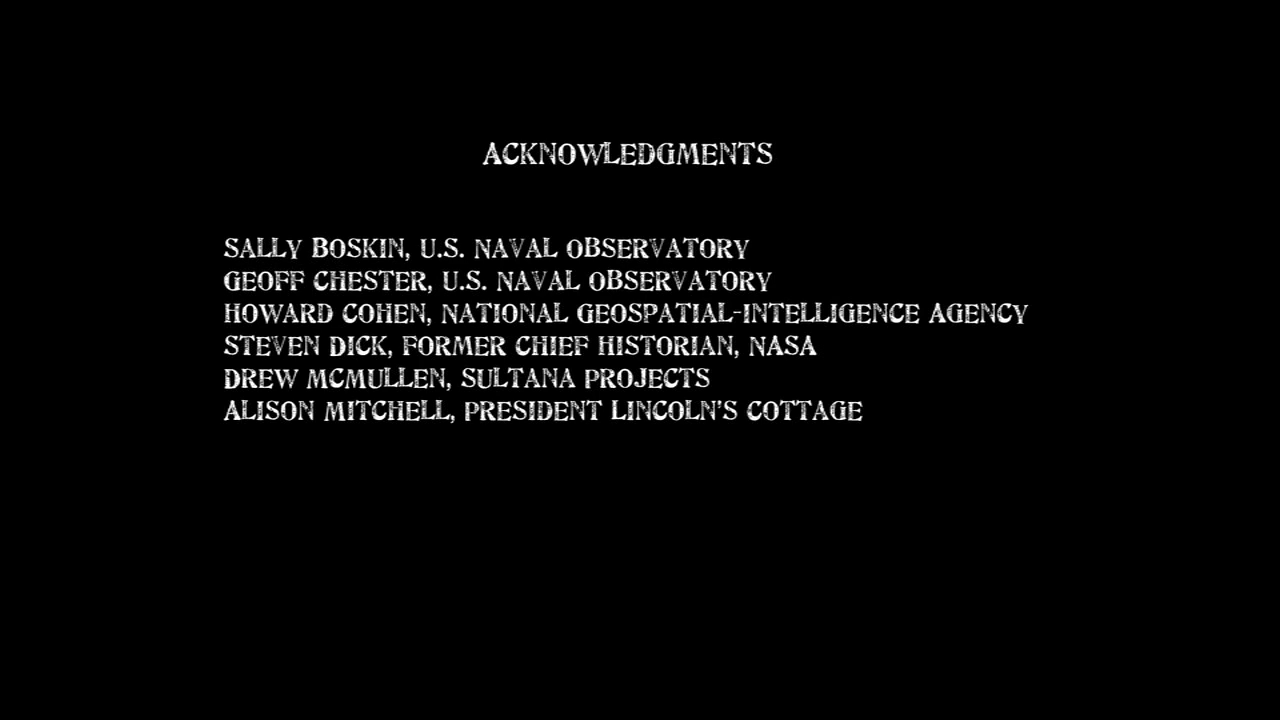 ACKNOWLEDGMENTS
SALLY BOSKIN, U.S. NAVAL OBSERVATORY
GEOFF CHESTER, U.S. NAVAL OBSERVATORY
HOWARD COHEN, NATIONAL GEOSPATIAL-INTELLIGENCE AGENCY
STEVEN DICK, FORMER CHIEF HISTORIAN, NASA
DREW MCMULLEN, SULTANA PROJECTS
ALISON MITCHELL, PRESIDENT LINCOLN'S COTTAGE